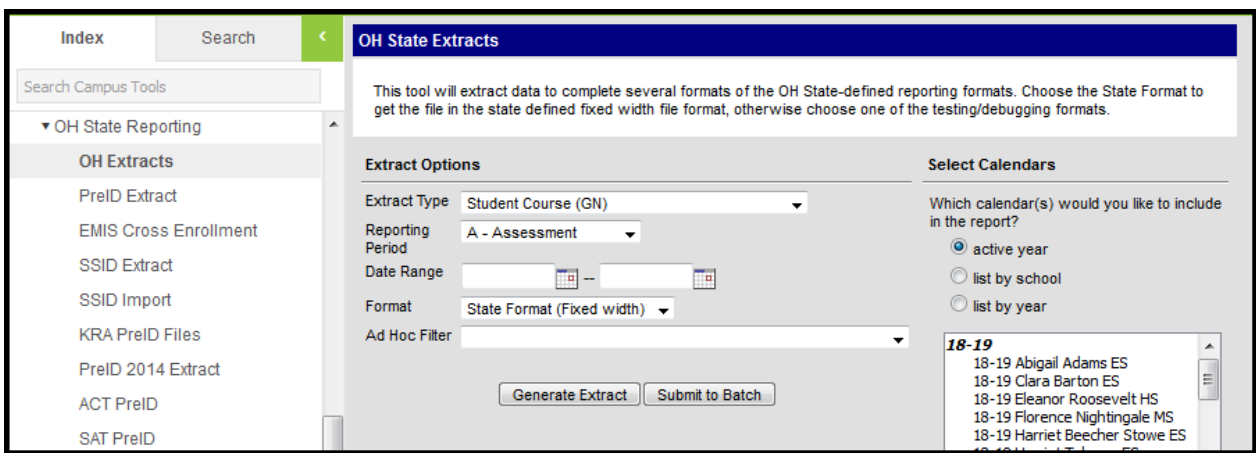 Index
Search
<
Search Campus Tools
▾ OH State Reporting
OH Extracts
PreID Extract
EMIS Cross Enrollment
SSID Extract
SSID Import
KRA PreID Files
PreID 2014 Extract
ACT PreID
SAT PreID
OH State Extracts
This tool will extract data to complete several formats of the OH State-defined reporting formats. Choose the State Format to
get the file in the state defined fixed width file format, otherwise choose one of the testing/debugging formats.
Extract Options
Extract Type Student Course (GN)
Reporting
Period
A - Assessment
Date Range --
Format State Format (Fixed width)
Ad Hoc Filter
Generate Extract Submit to Batch
Select Calendars
Which calendar(s) would you like to include
in the report?
active year
list by school
list by year
18-19
18-19 Abigail Adams ES
18-19 Clara Barton ES
18-19 Eleanor Roosevelt HS
18-19 Florence Nightingale MS
18-19 Harriet Beecher Stowe ES